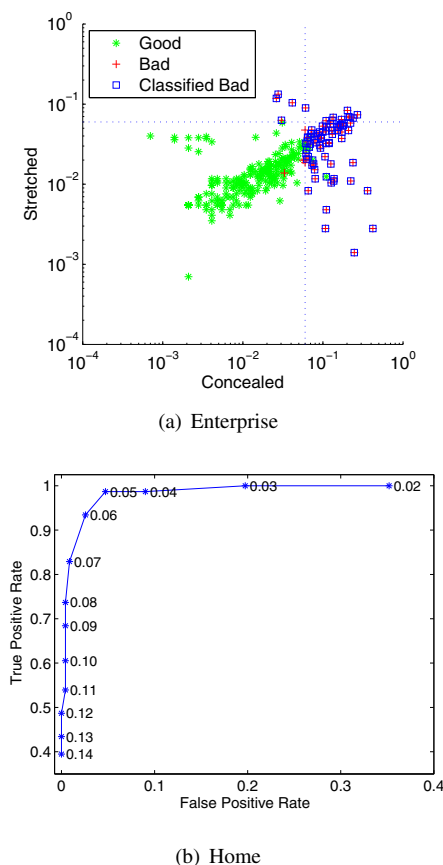 10^0
Good
Bad
Classified Bad
10^-1
Stretched
10^-2
10^-3
10^-4
10^-4 10^-3 10^-2 10^-1 10^0
Concealed
(a) Enterprise
1
0.05 0.04 0.03 0.02
0.06
0.9
0.07
0.8
0.08
True Positive Rate
0.7
0.09
0.10
0.6
0.11
0.5
0.12
0.13
0.4
0.14
0 0.1 0.2 0.3 0.4
False Positive Rate
(b) Home